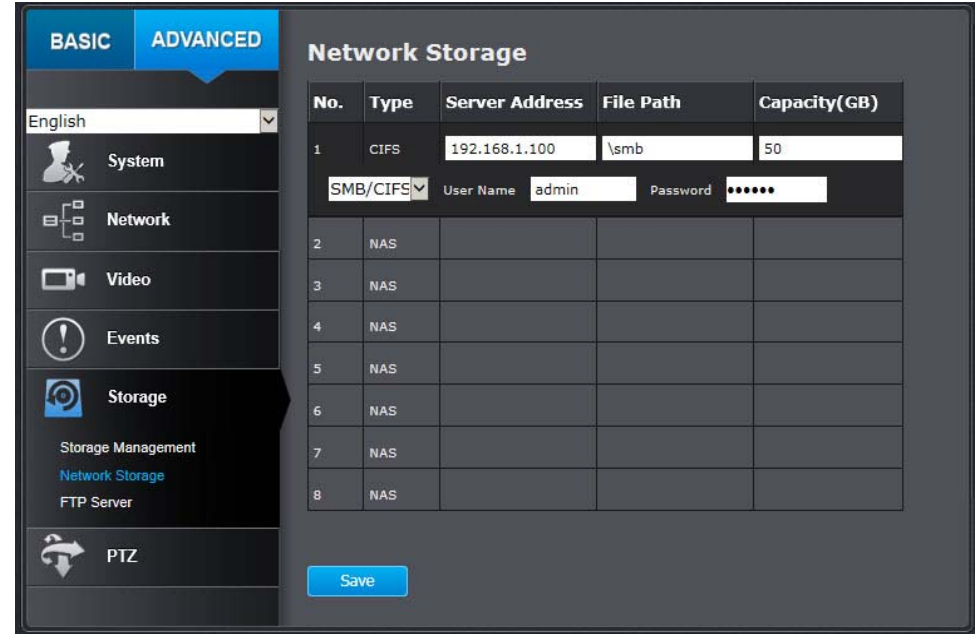 BASIC ADVANCED
English
System
Network
Video
Events
Storage
Storage Management
Network Storage
FTP Server
PTZ
Network Storage
No. Type Server Address File Path Capacity(GB)
1 CIFS 192.168.1.100 \smb 50
SMB/CIFS User Name admin Password ••••••
2 NAS
3 NAS
4 NAS
5 NAS
6 NAS
7 NAS
8 NAS
Save